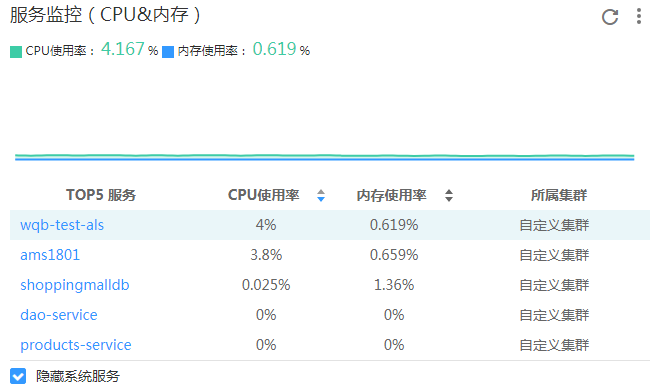 服务监控（CPU&内存）
CPU使用率： 4.167 % 内存使用率： 0.619 %
TOP5 服务 CPU使用率 内存使用率 所属集群
wqb-test-als 4% 0.619% 自定义集群
ams1801 3.8% 0.659% 自定义集群
shoppingmalldb 0.025% 1.36% 自定义集群
dao-service 0% 0% 自定义集群
products-service 0% 0% 自定义集群
隐藏系统服务